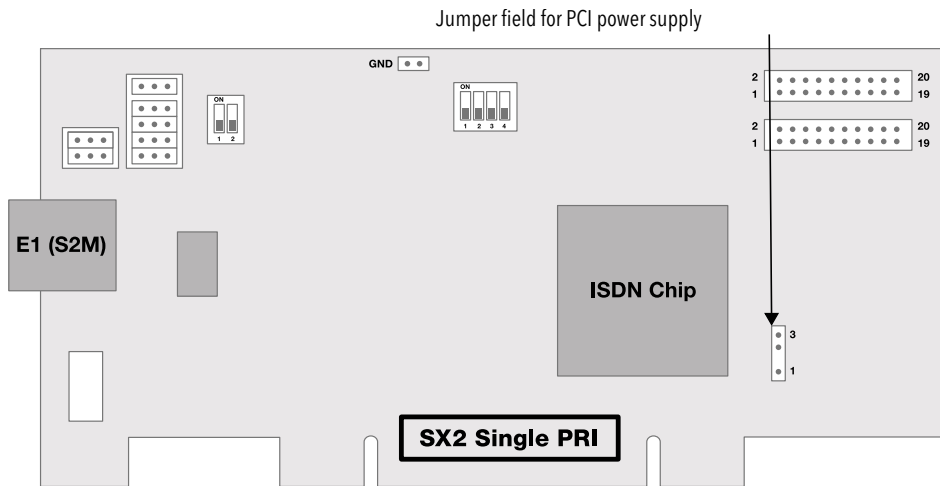 Jumper field for PCI power supply
GND
ON
1 2
ON
1 2 3 4
2 20
1 19
2 20
1 19
E1 (S2M)
ISDN Chip
3
1
SX2 Single PRI